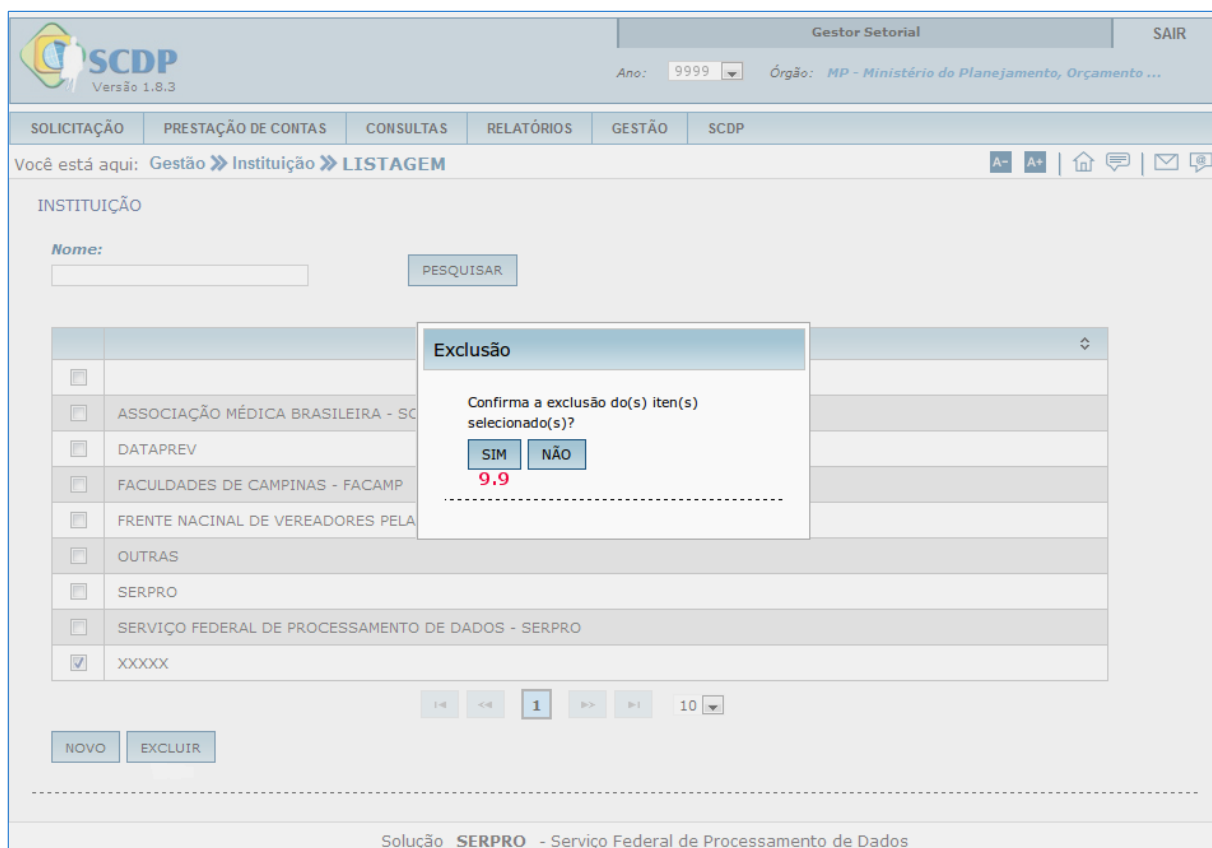 Gestor Setorial SAIR
SCDP
Versão 1.8.3
Ano: 9999 Órgão: MP - Ministério do Planejamento, Orçamento ...
SOLICITAÇÃO PRESTAÇÃO DE CONTAS CONSULTAS RELATÓRIOS GESTÃO SCDP
Você está aqui: Gestão >> Instituição >> LISTAGEM A- A+
INSTITUIÇÃO
Nome:
PESQUISAR
Exclusão
Confirma a exclusão do(s) iten(s)
selecionado(s)?
SIM NÃO
9.9
ASSOCIAÇÃO MÉDICA BRASILEIRA - SO
DATAPREV
FACULDADES DE CAMPINAS - FACAMP
FRENTE NACINAL DE VEREADORES PELA
OUTRAS
SERPRO
SERVIÇO FEDERAL DE PROCESSAMENTO DE DADOS - SERPRO
XXXXX
1 10
NOVO EXCLUIR
Solução SERPRO - Serviço Federal de Processamento de Dados